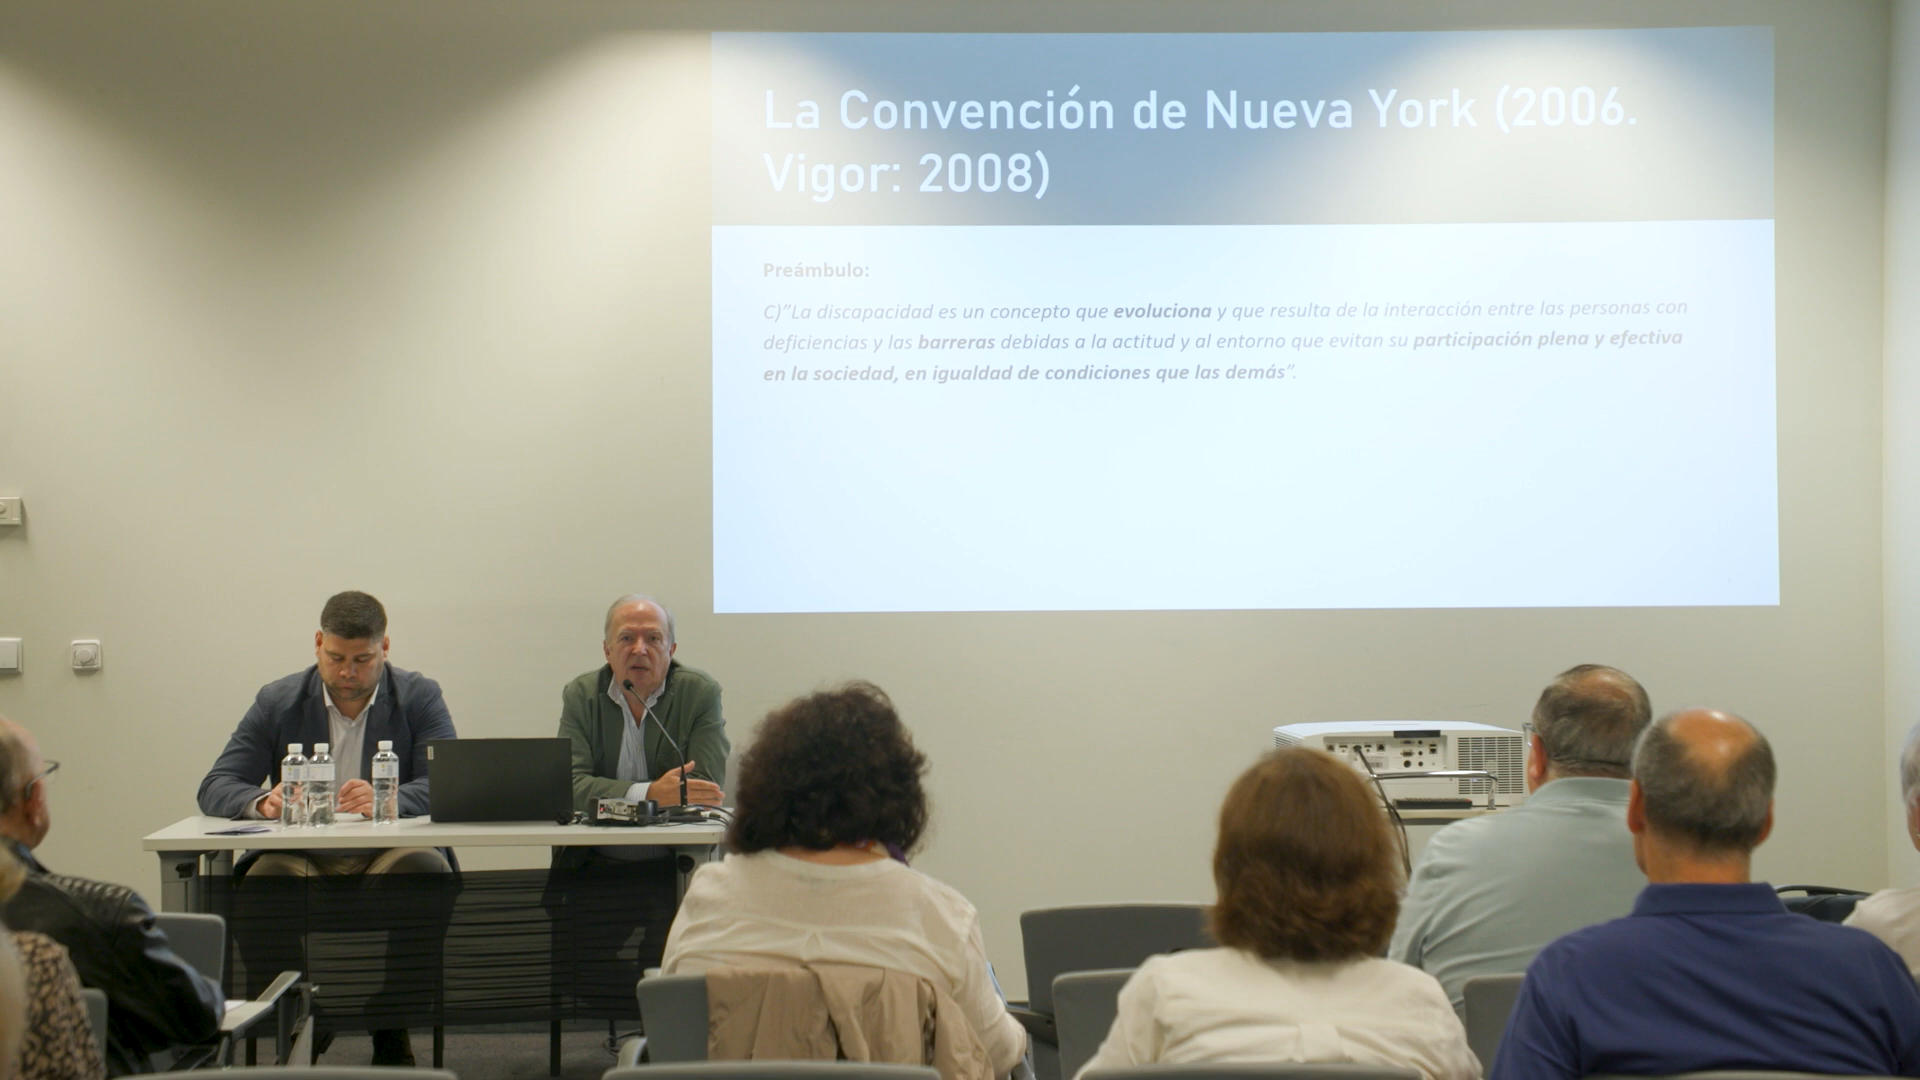 La Convención de Nueva York (2006.
Vigor: 2008)
Preámbulo:
C)”La discapacidad es un concepto que evoluciona y que resulta de la interacción entre las personas con
deficiencias y las barreras debidas a la actitud y al entorno que evitan su participación plena y efectiva
en la sociedad, en igualdad de condiciones que las demás”.